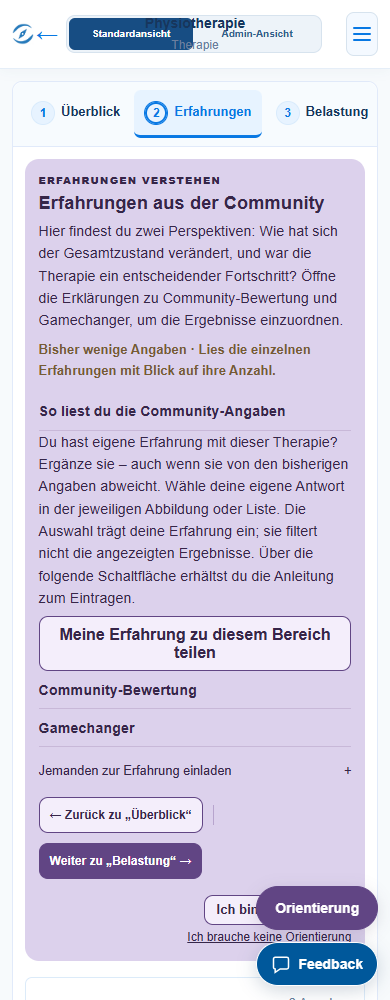 ←
Physiotherapie
Standardansicht
Admin-Ansicht
Therapie
1 Überblick
2 Erfahrungen
3 Belastung
ERFAHRUNGEN VERSTEHEN
Erfahrungen aus der Community
Hier findest du zwei Perspektiven: Wie hat sich
der Gesamtzustand verändert, und war die
Therapie ein entscheidender Fortschritt? Öffne
die Erklärungen zu Community-Bewertung und
Gamechanger, um die Ergebnisse einzuordnen.
Bisher wenige Angaben · Lies die einzelnen
Erfahrungen mit Blick auf ihre Anzahl.
So liest du die Community-Angaben
Du hast eigene Erfahrung mit dieser Therapie?
Ergänze sie – auch wenn sie von den bisherigen
Angaben abweicht. Wähle deine eigene Antwort
in der jeweiligen Abbildung oder Liste. Die
Auswahl trägt deine Erfahrung ein; sie filtert
nicht die angezeigten Ergebnisse. Über die
folgende Schaltfläche erhältst du die Anleitung
zum Eintragen.
Meine Erfahrung zu diesem Bereich
teilen
Community-Bewertung
Gamechanger
Jemanden zur Erfahrung einladen +
← Zurück zu „Überblick“
Weiter zu „Belastung“ →
Ich bin
Orientierung
Ich brauche keine Orientierung
Feedback